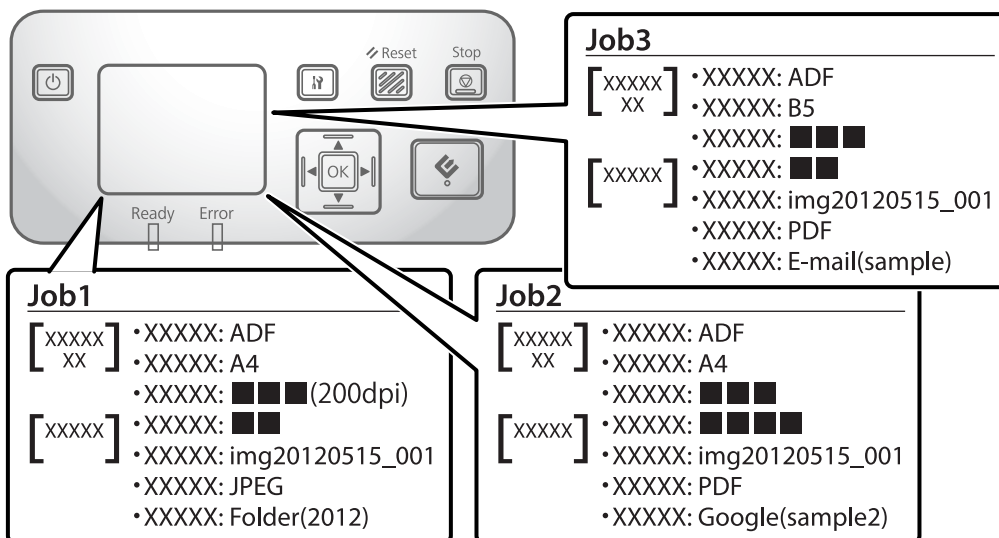 Reset
Stop
OK
Ready
Error
Job3
XXXXX
XX
•XXXXX: ADF
•XXXXX: B5
•XXXXX: ■■■
XXXXX
•XXXXX: ■■
•XXXXX: img20120515_001
•XXXXX: PDF
•XXXXX: E-mail(sample)
Job1
XXXXX
XX
•XXXXX: ADF
•XXXXX: A4
•XXXXX: ■■■(200dpi)
XXXXX
•XXXXX: ■■
•XXXXX: img20120515_001
•XXXXX: JPEG
•XXXXX: Folder(2012)
Job2
XXXXX
XX
•XXXXX: ADF
•XXXXX: A4
•XXXXX: ■■■
XXXXX
•XXXXX: ■■■■
•XXXXX: img20120515_001
•XXXXX: PDF
•XXXXX: Google(sample2)